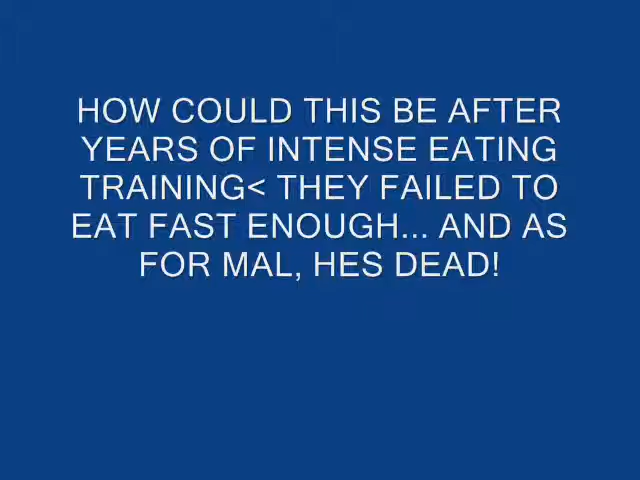 HOW COULD THIS BE AFTER
YEARS OF INTENSE EATING
TRAINING< THEY FAILED TO
EAT FAST ENOUGH... AND AS
FOR MAL, HES DEAD!